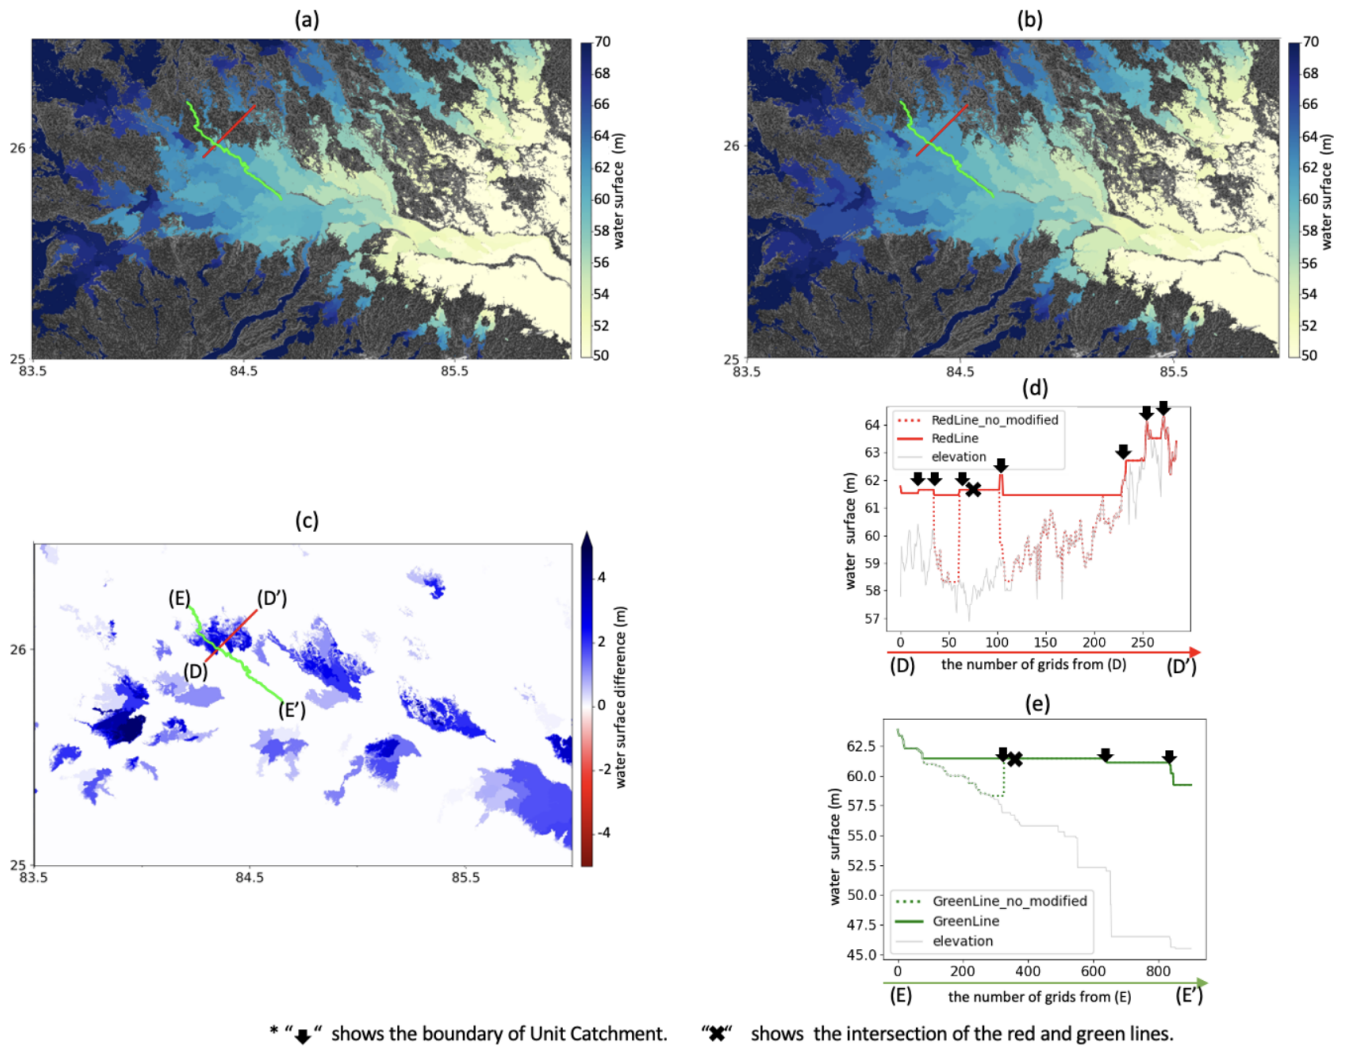 (a)
(b)
70
68
66
64
62
60
58
56
54
52
50
water surface (m)
26
25
83.5
84.5
85.5
70
68
66
64
62
60
58
56
54
52
50
water surface (m)
26
25
83.5
84.5
85.5
(d)
RedLine_no_modified
RedLine
elevation
64
63
62
61
60
59
58
57
water surface (m)
0
50
100
150
200
250
(D)
the number of grids from (D)
(D')
(c)
(E)
(D')
(D)
(E')
4
2
0
-2
-4
water surface difference (m)
26
25
83.5
84.5
85.5
(e)
62.5
60.0
57.5
55.0
52.5
50.0
47.5
45.0
water surface (m)
GreenLine_no_modified
GreenLine
elevation
0
200
400
600
800
(E)
the number of grids from (E)
(E')
* “ “ shows the boundary of Unit Catchment. “ “ shows the intersection of the red and green lines.